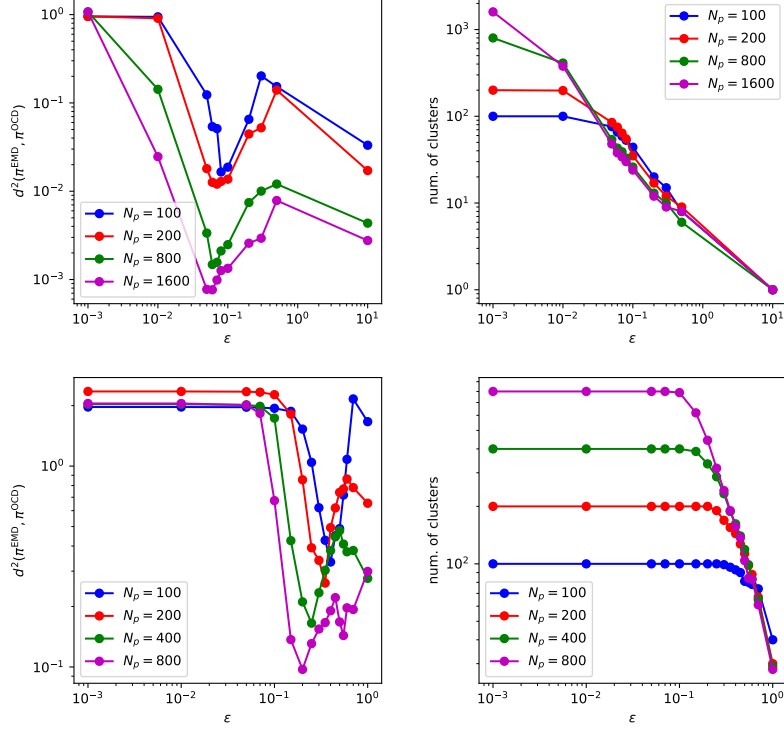 10⁰
10⁻¹
10⁻²
10⁻³
d²(π^EMD, π^OCD)
N_p = 100
N_p = 200
N_p = 800
N_p = 1600
10⁻³ 10⁻² 10⁻¹ 10⁰ 10¹
ε
10³
10²
10¹
10⁰
num. of clusters
N_p = 100
N_p = 200
N_p = 800
N_p = 1600
10⁻³ 10⁻² 10⁻¹ 10⁰ 10¹
ε
10⁰
10⁻¹
d²(π^EMD, π^OCD)
N_p = 100
N_p = 200
N_p = 400
N_p = 800
10⁻³ 10⁻² 10⁻¹ 10⁰
ε
10²
num. of clusters
N_p = 100
N_p = 200
N_p = 400
N_p = 800
10⁻³ 10⁻² 10⁻¹ 10⁰
ε